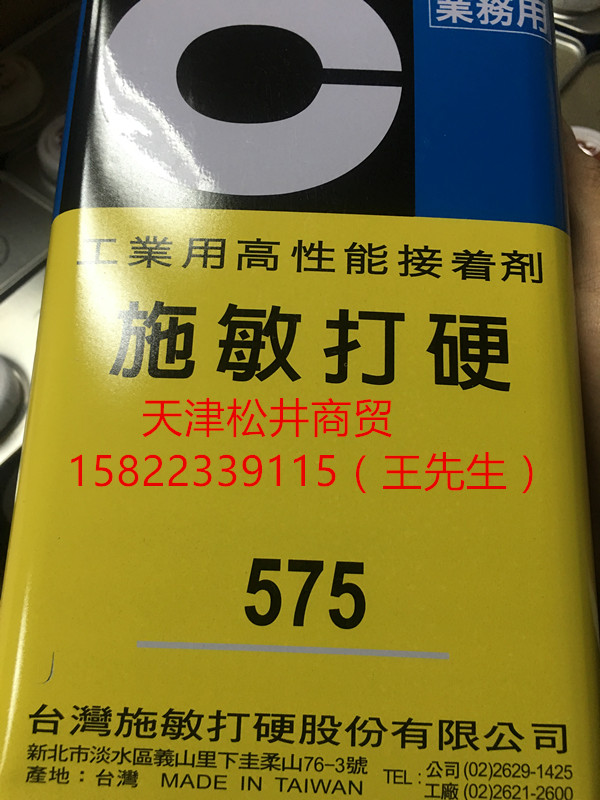 業務用
工業用高性能接着剤
施敏打硬
天津松井商贸
15822339115（王先生）
575
台灣施敏打硬股份有限公司
新北市淡水區義山里下圭柔山76-3號
產地：台灣 MADE IN TAIWAN
TEL：公司(02)2629-1425
工廠(02)2621-2600